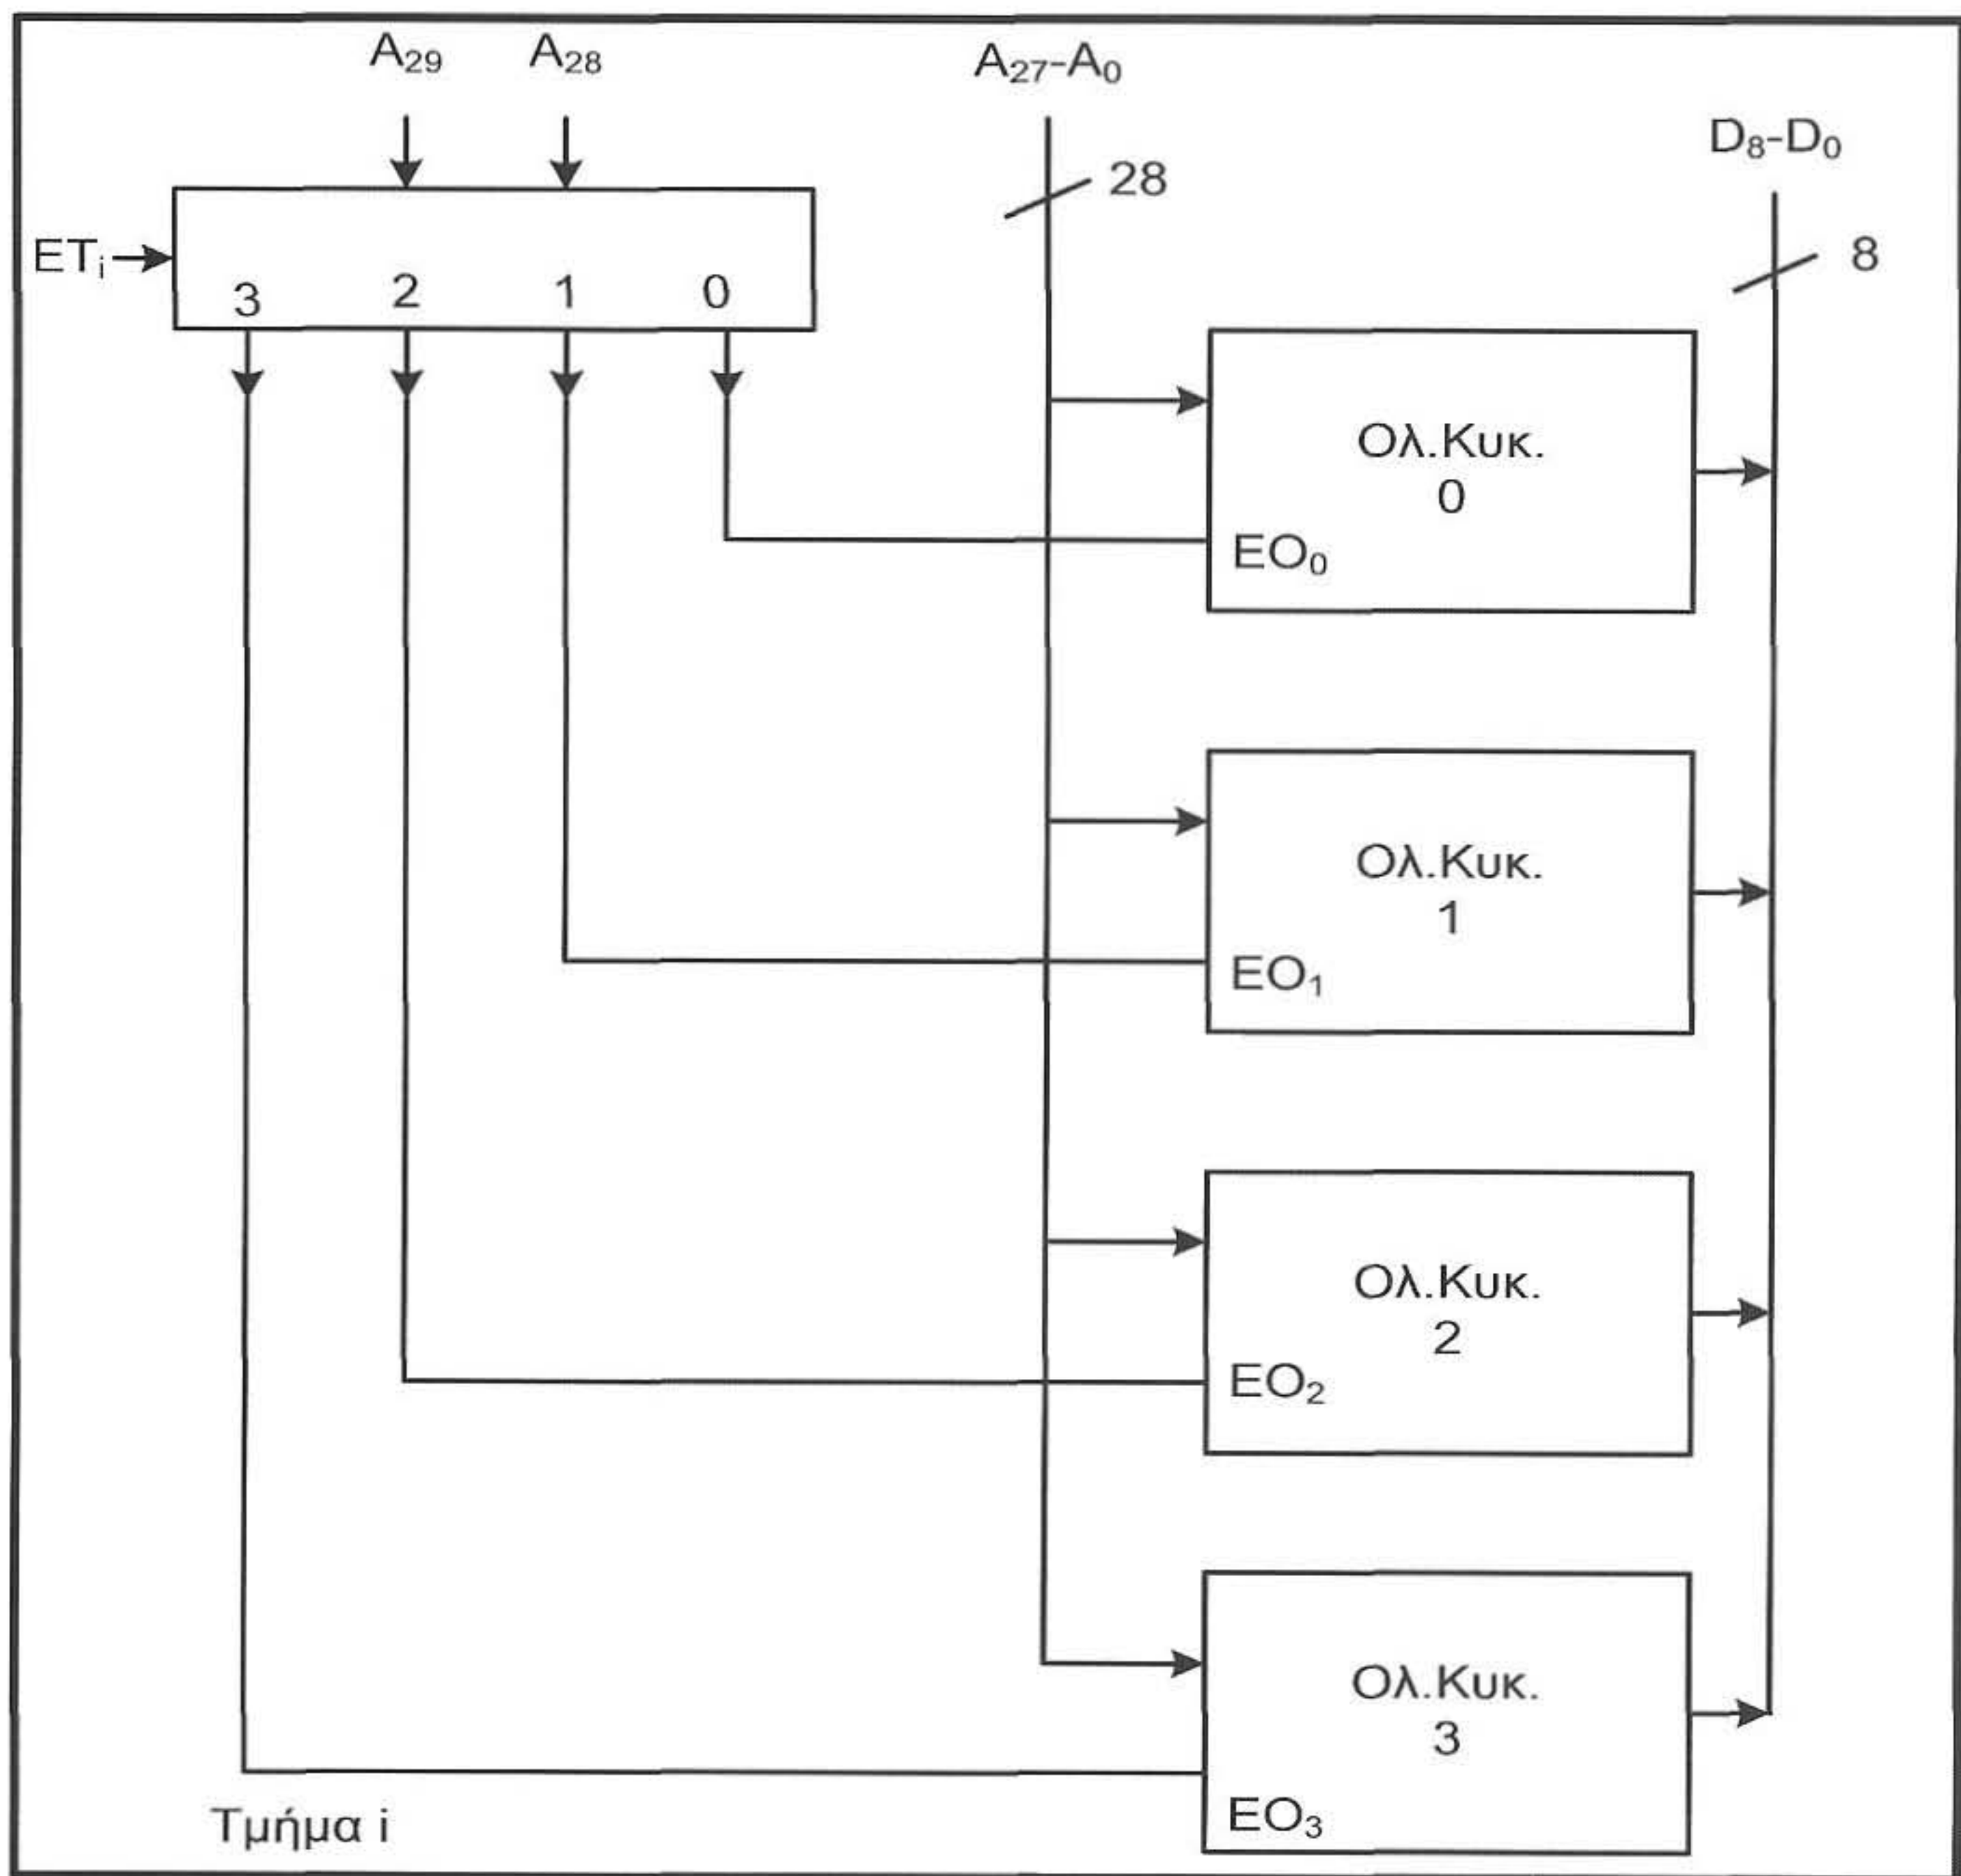 A₂₉ A₂₈ A₂₇-A₀
D₈-D₀
28
8
ETᵢ
3 2 1 0
Ολ.Κυκ.
0
EO₀
Ολ.Κυκ.
1
EO₁
Ολ.Κυκ.
2
EO₂
Ολ.Κυκ.
3
EO₃
Τμήμα i